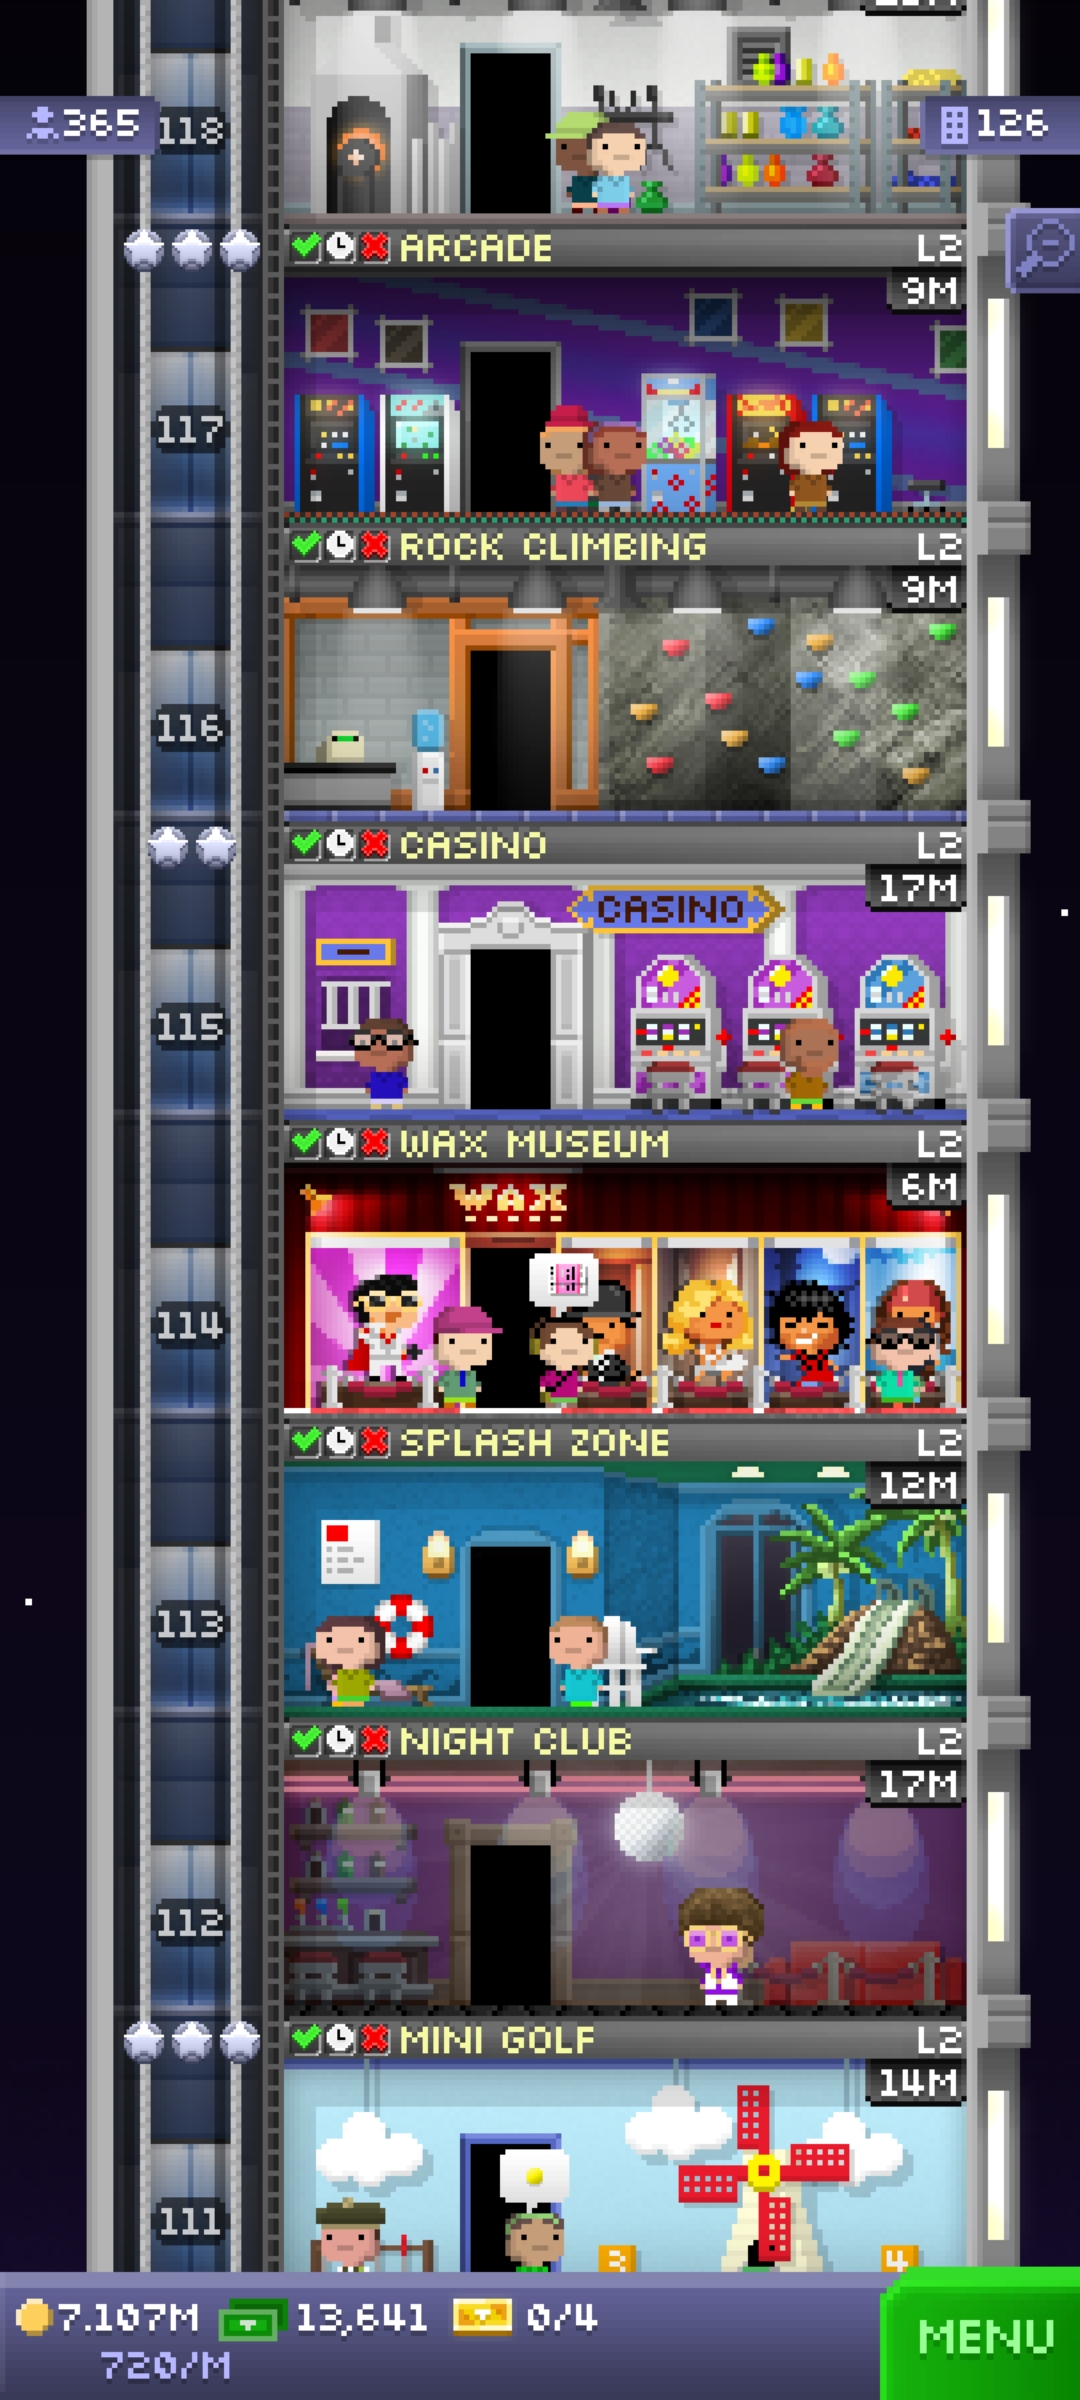 365
118
126
ARCADE L2
9M
117
ROCK CLIMBING L2
9M
116
CASINO L2
17M
CASINO
115
WAX MUSEUM L2
6M
WAX
114
SPLASH ZONE L2
12M
113
NIGHT CLUB L2
17M
112
MINI GOLF L2
14M
111
3
4
7.107M 13,641 0/4
720/M
MENU